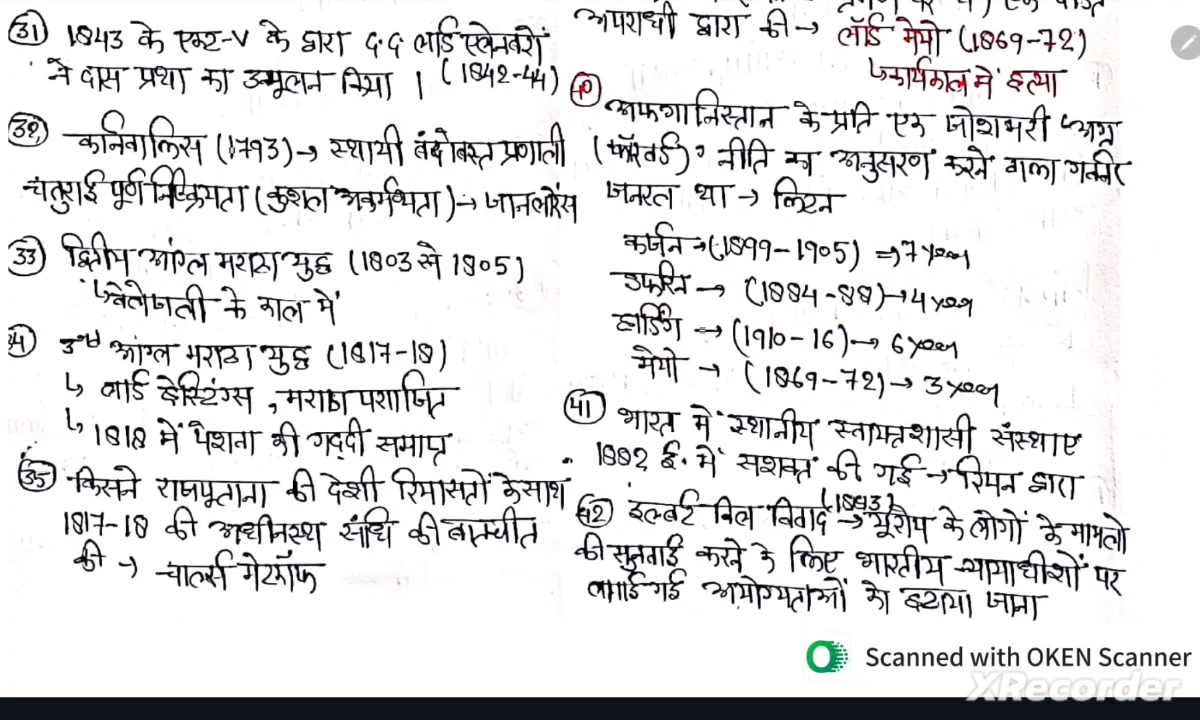 31) 1843 के एक्ट-V के द्वारा द.द लार्ड एलेनबरो
ने दास प्रथा का उन्मूलन किया । (1842-44)
32) कार्नवालिस (1793) → स्थायी बंदोबस्त प्रणाली
चतुराई पूर्ण निष्क्रियता (कुशल अकर्मण्यता) → जानलॉरेंस
33) द्वितीय आंग्ल मराठा युद्ध (1803 से 1805)
↳ वेलेजली के काल में
34 3rd आंग्ल मराठा युद्ध (1817-18)
↳ लार्ड हेस्टिंग्स, मराठा पराजित
↳ 1818 में पेशवा की गद्दी समाप्त
35) किसने राजपूताना की देशी रियासतों के साथ
1817-18 की अधीनस्थ संधि की बातचीत
की → चार्ल्स मेटकॉफ
अपराधी द्वारा की → लॉर्ड मेयो (1869-72)
↳ कार्यकाल में हत्या
40) अफगानिस्तान के प्रति एक जोशभरी अग्र
(फॉरवर्ड) नीति का अनुसरण करने वाला गवर्नर
जनरल था → लिटन
कर्जन → (1899-1905) → 7 year
डफरिन → (1884-88) → 4 year
हार्डिंग → (1910-16) → 6 year
मेयो → (1869-72) → 3 year
41) भारत में स्थानीय स्वायत्तशासी संस्थाए
1882 ई. में सशक्त की गई → रिपन द्वारा
42 इल्बर्ट बिल विवाद (1883) → यूरोप के लोगों के मामलो
की सुनवाई करने के लिए भारतीय न्यायाधीशों पर
लगाई गई अयोग्यताओं को हटाया जाना
Scanned with OKEN Scanner
XRecorder